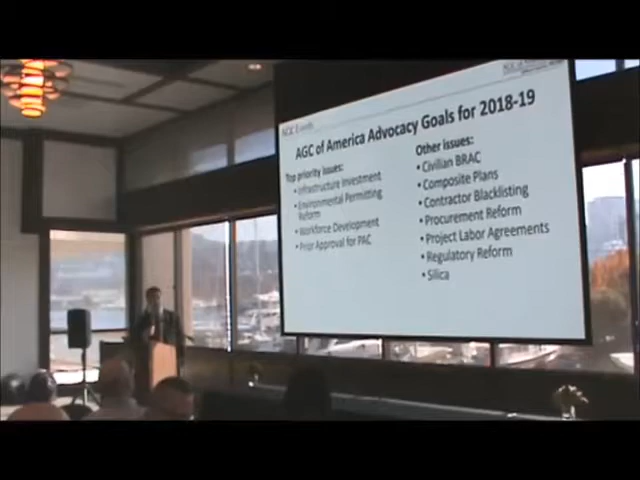 AGC of America Advocacy Goals for 2018-19
Top priority issues:
• Infrastructure Investment
• Environmental Permitting
Reform
• Workforce Development
• Prior Approval for PAC
Other issues:
• Civilian BRAC
• Composite Plans
• Contractor Blacklisting
• Procurement Reform
• Project Labor Agreements
• Regulatory Reform
• Silica